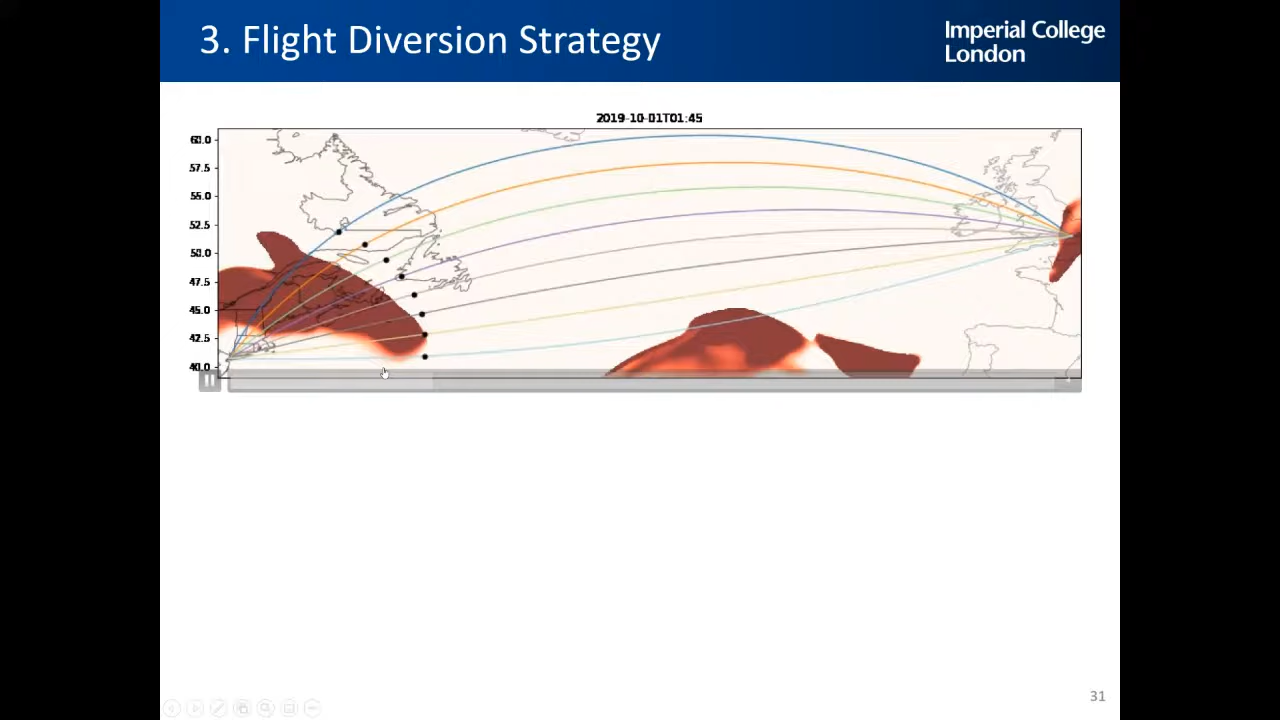 3. Flight Diversion Strategy
Imperial College
London
2019-10-01T01:45
60.0
57.5
55.0
52.5
50.0
47.5
45.0
42.5
40.0
31